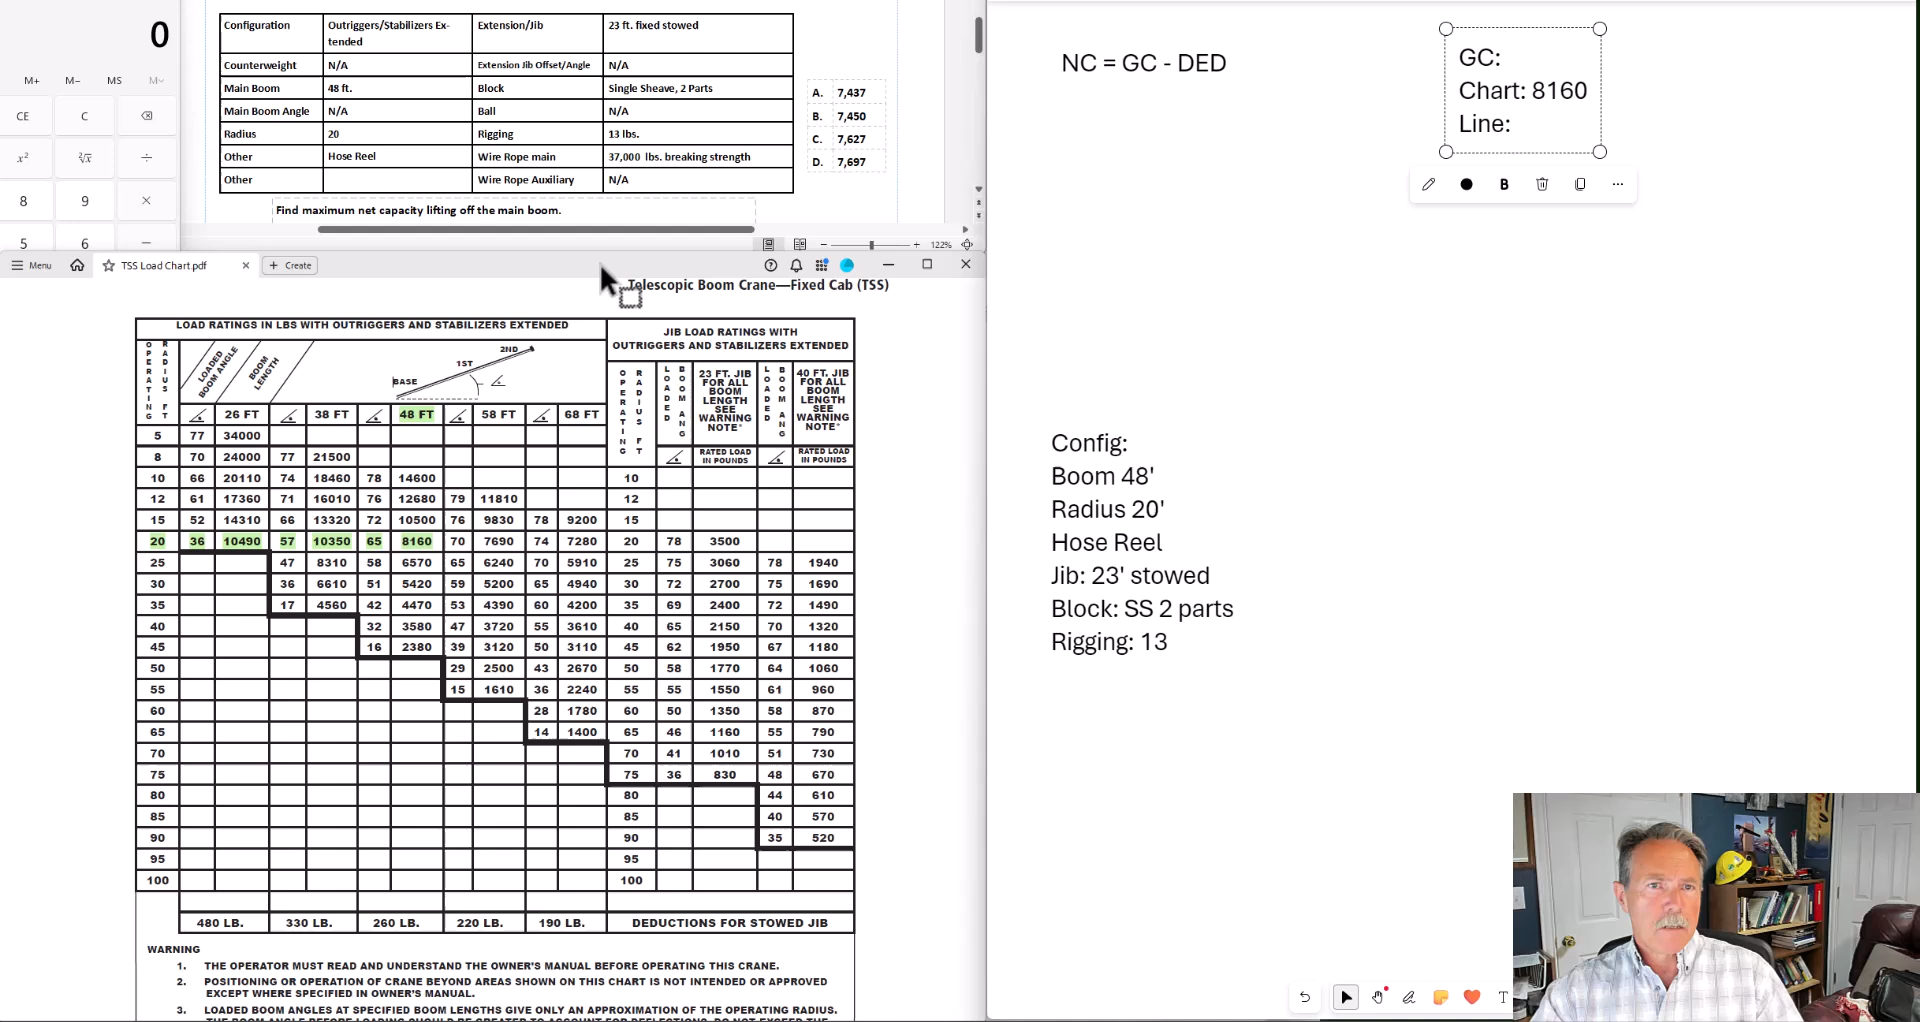 0
M+ M− MS M˅
CE C
x² ²√x ÷
8 9 ×
5 6 −
Configuration Outriggers/Stabilizers Ex- Extension/Jib 23 ft. fixed stowed
tended
Counterweight N/A Extension Jib Offset/Angle N/A
Main Boom 48 ft. Block Single Sheave, 2 Parts
Main Boom Angle N/A Ball N/A
Radius 20 Rigging 13 lbs.
Other Hose Reel Wire Rope main 37,000 lbs. breaking strength
Other Wire Rope Auxiliary N/A
A. 7,437
B. 7,450
C. 7,627
D. 7,697
Find maximum net capacity lifting off the main boom.
122%
Menu TSS Load Chart.pdf × + Create
Telescopic Boom Crane—Fixed Cab (TSS)
LOAD RATINGS IN LBS WITH OUTRIGGERS AND STABILIZERS EXTENDED
JIB LOAD RATINGS WITH
OUTRIGGERS AND STABILIZERS EXTENDED
OPERATING RADIUS FT
LOADED BOOM ANGLE
BOOM LENGTH
BASE 1ST 2ND
OPERATING RADIUS FT
LOADED BOOM ANG
23 FT. JIB
FOR ALL
BOOM
LENGTH
SEE
WARNING
NOTE*
LOADED BOOM ANG
40 FT. JIB
FOR ALL
BOOM
LENGTH
SEE
WARNING
NOTE*
26 FT 38 FT 48 FT 58 FT 68 FT
RATED LOAD
IN POUNDS
RATED LOAD
IN POUNDS
5 77 34000
8 70 24000 77 21500
10 66 20110 74 18460 78 14600 10
12 61 17360 71 16010 76 12680 79 11810 12
15 52 14310 66 13320 72 10500 76 9830 78 9200 15
20 36 10490 57 10350 65 8160 70 7690 74 7280 20 78 3500
25 47 8310 58 6570 65 6240 70 5910 25 75 3060 78 1940
30 36 6610 51 5420 59 5200 65 4940 30 72 2700 75 1690
35 17 4560 42 4470 53 4390 60 4200 35 69 2400 72 1490
40 32 3580 47 3720 55 3610 40 65 2150 70 1320
45 16 2380 39 3120 50 3110 45 62 1950 67 1180
50 29 2500 43 2670 50 58 1770 64 1060
55 15 1610 36 2240 55 55 1550 61 960
60 28 1780 60 50 1350 58 870
65 14 1400 65 46 1160 55 790
70 70 41 1010 51 730
75 75 36 830 48 670
80 80 44 610
85 85 40 570
90 90 35 520
95 95
100 100
480 LB. 330 LB. 260 LB. 220 LB. 190 LB. DEDUCTIONS FOR STOWED JIB
WARNING
1. THE OPERATOR MUST READ AND UNDERSTAND THE OWNER'S MANUAL BEFORE OPERATING THIS CRANE.
2. POSITIONING OR OPERATION OF CRANE BEYOND AREAS SHOWN ON THIS CHART IS NOT INTENDED OR APPROVED
EXCEPT WHERE SPECIFIED IN OWNER'S MANUAL.
3. LOADED BOOM ANGLES AT SPECIFIED BOOM LENGTHS GIVE ONLY AN APPROXIMATION OF THE OPERATING RADIUS.
NC = GC - DED
GC:
Chart: 8160
Line:
B ···
Config:
Boom 48'
Radius 20'
Hose Reel
Jib: 23' stowed
Block: SS 2 parts
Rigging: 13
T